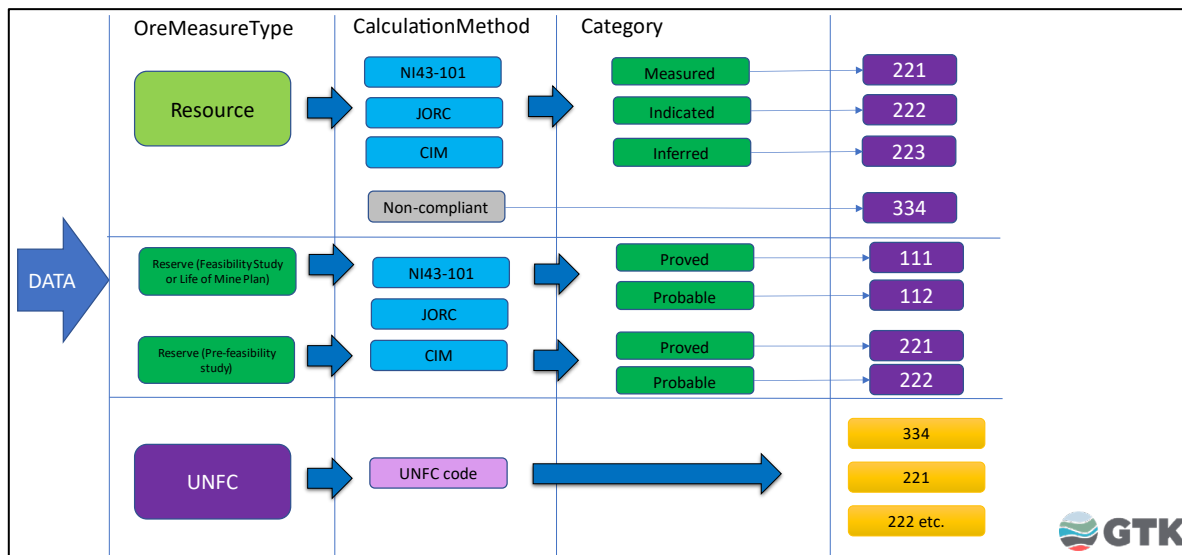 OreMeasureType
CalculationMethod
Category
Resource
NI43-101
JORC
CIM
Non-compliant
Measured
Indicated
Inferred
221
222
223
334
DATA
Reserve (Feasibility Study
or Life of Mine Plan)
Reserve (Pre-feasibility
study)
NI43-101
JORC
CIM
Proved
Probable
Proved
Probable
111
112
221
222
UNFC
UNFC code
334
221
222 etc.
GTK